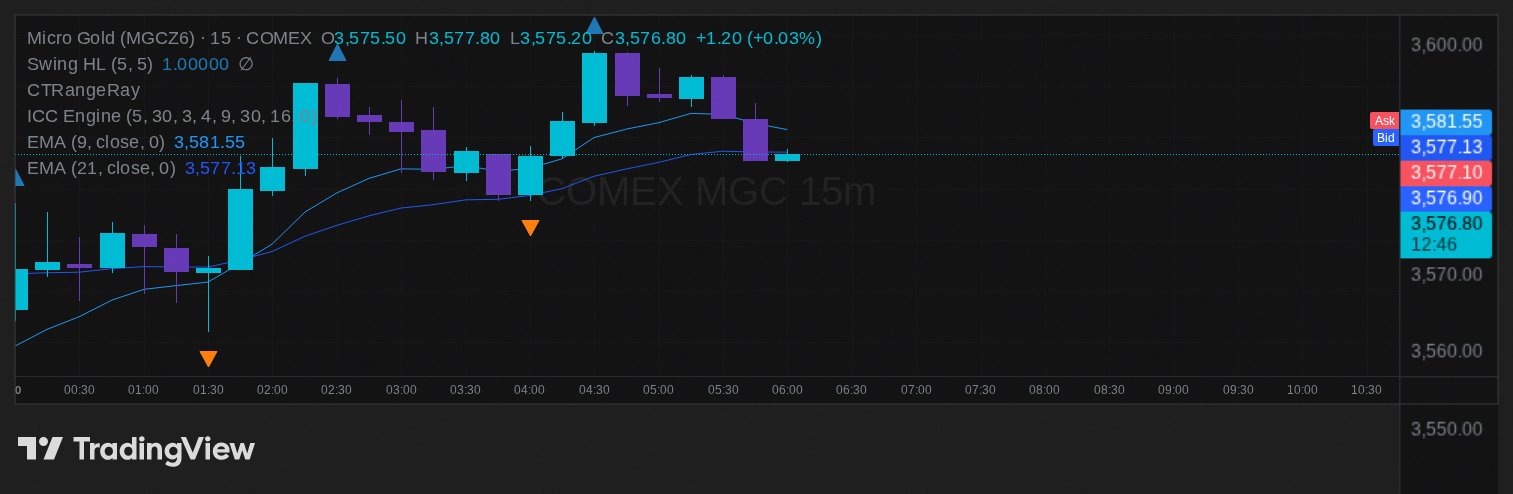 Micro Gold (MGCZ6) · 15 · COMEX O3,575.50 H3,577.80 L3,575.20 C3,576.80 +1.20 (+0.03%)
Swing HL (5, 5) 1.00000 ∅
CTRangeRay
ICC Engine (5, 30, 3, 4, 9, 30, 16, 0)
EMA (9, close, 0) 3,581.55
EMA (21, close, 0) 3,577.13
COMEX MGC 15m
3,600.00
Ask 3,581.55
Bid 3,577.13
3,577.10
3,576.90
3,576.80
12:46
3,570.00
3,560.00
3,550.00
0 00:30 01:00 01:30 02:00 02:30 03:00 03:30 04:00 04:30 05:00 05:30 06:00 06:30 07:00 07:30 08:00 08:30 09:00 09:30 10:00 10:30
TradingView